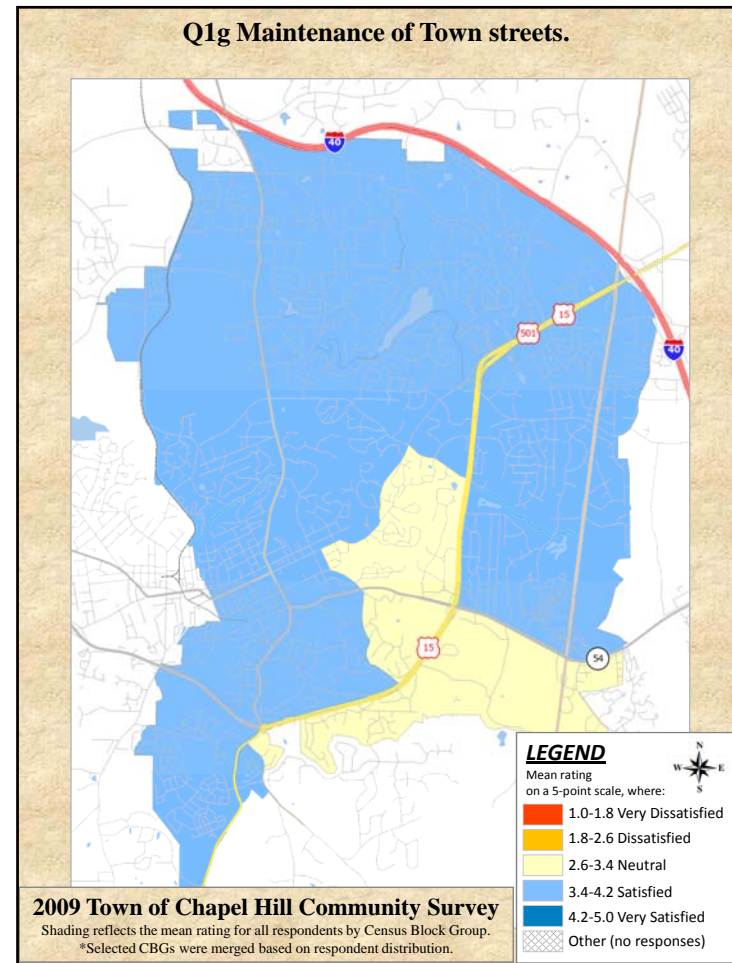 Q1g Maintenance of Town streets.
40
15
501
40
15
54
LEGEND
Mean rating
on a 5-point scale, where:
N
W E
S
1.0-1.8 Very Dissatisfied
1.8-2.6 Dissatisfied
2.6-3.4 Neutral
3.4-4.2 Satisfied
4.2-5.0 Very Satisfied
Other (no responses)
2009 Town of Chapel Hill Community Survey
Shading reflects the mean rating for all respondents by Census Block Group.
*Selected CBGs were merged based on respondent distribution.